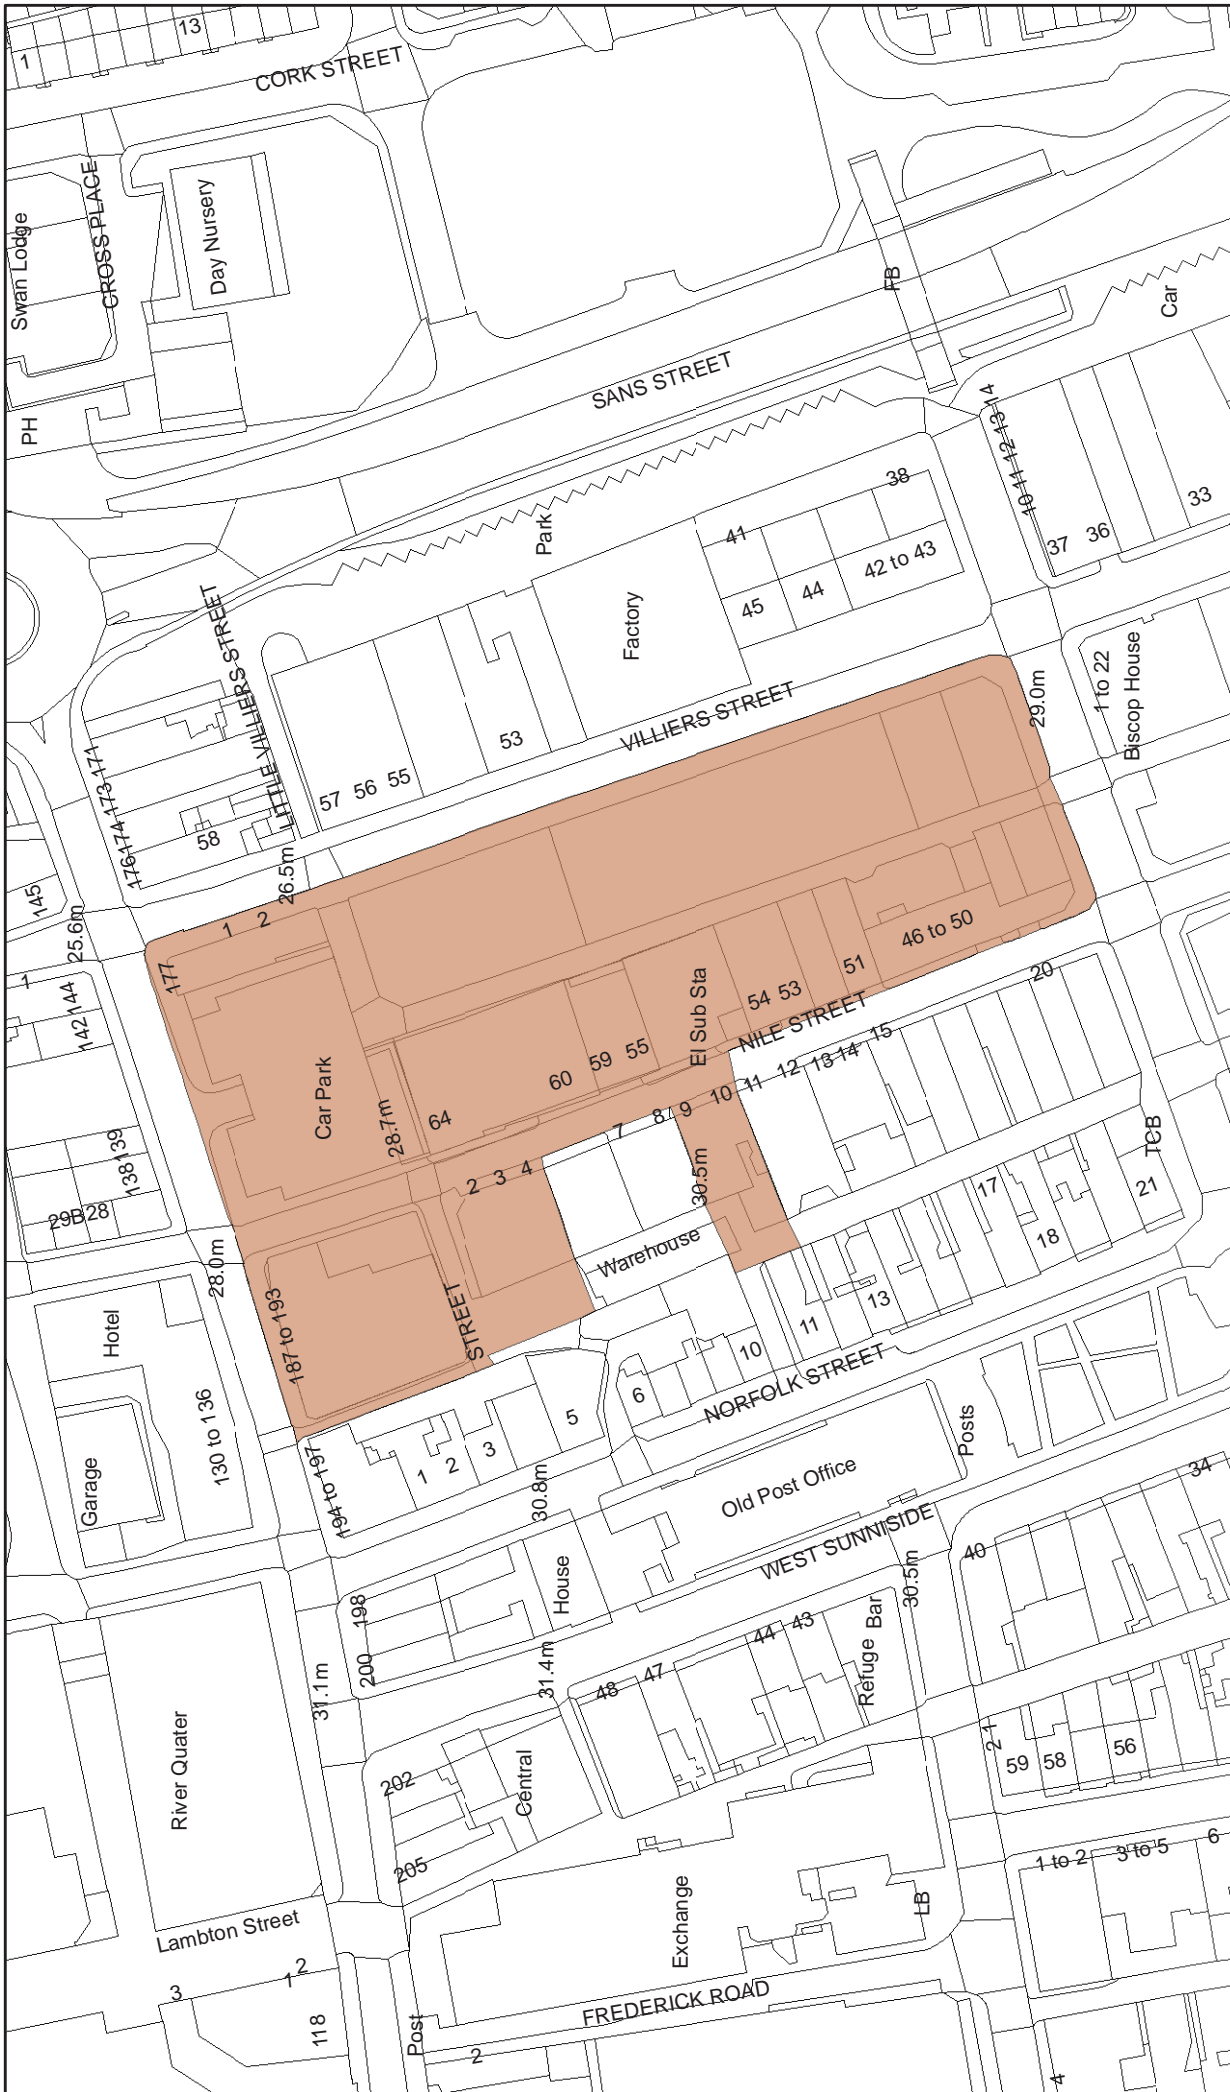 13
1
CORK STREET
CROSS PLACE
Swan Lodge
Day Nursery
PH
FB
Car
SANS STREET
10 11 12 13 14
38
41
Park
33
36
37
42 to 43
44
45
Factory
LITTLE VILLIERS STREET
1 to 22
Biscop House
29.0m
VILLIERS STREET
53
55
56
57
171
173
174
176
58
26.5m
145
25.6m
1
2
177
1
144
142
46 to 50
51
53
54
El Sub Sta
NILE STREET
20
55
59
60
64
Car Park
28.7m
15
14
13
12
11
10
9
8
7
4
3
2
139
138
28
29B
30.5m
TCB
21
17
18
Warehouse
28.0m
187 to 193
STREET
Hotel
13
11
10
NORFOLK STREET
6
5
3
2
1
130 to 136
194 to 197
Garage
30.8m
Posts
Old Post Office
34
40
WEST SUNNISIDE
30.5m
House
198
200
Bar
Refuge
43
44
47
48
31.4m
31.1m
River Quater
2 1
59
58
56
202
Central
205
1 to 2
3 to 5
6
LB
Exchange
Lambton Street
2
1
3
118
FREDERICK ROAD
Post
2
4